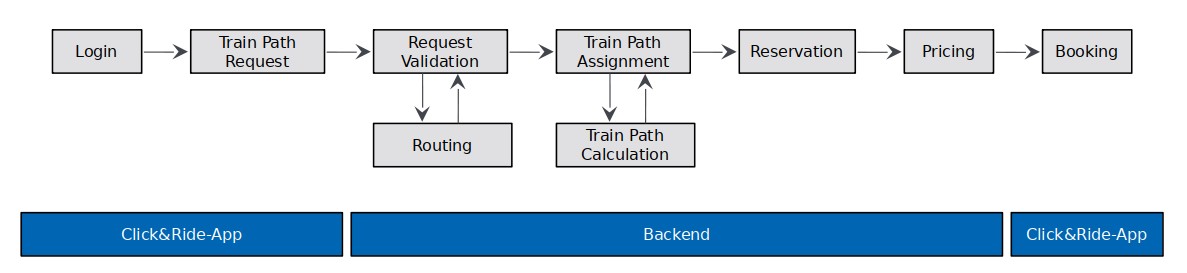 Login
Train Path
Request
Request
Validation
Train Path
Assignment
Reservation
Pricing
Booking
Routing
Train Path
Calculation
Click&Ride-App
Backend
Click&Ride-App